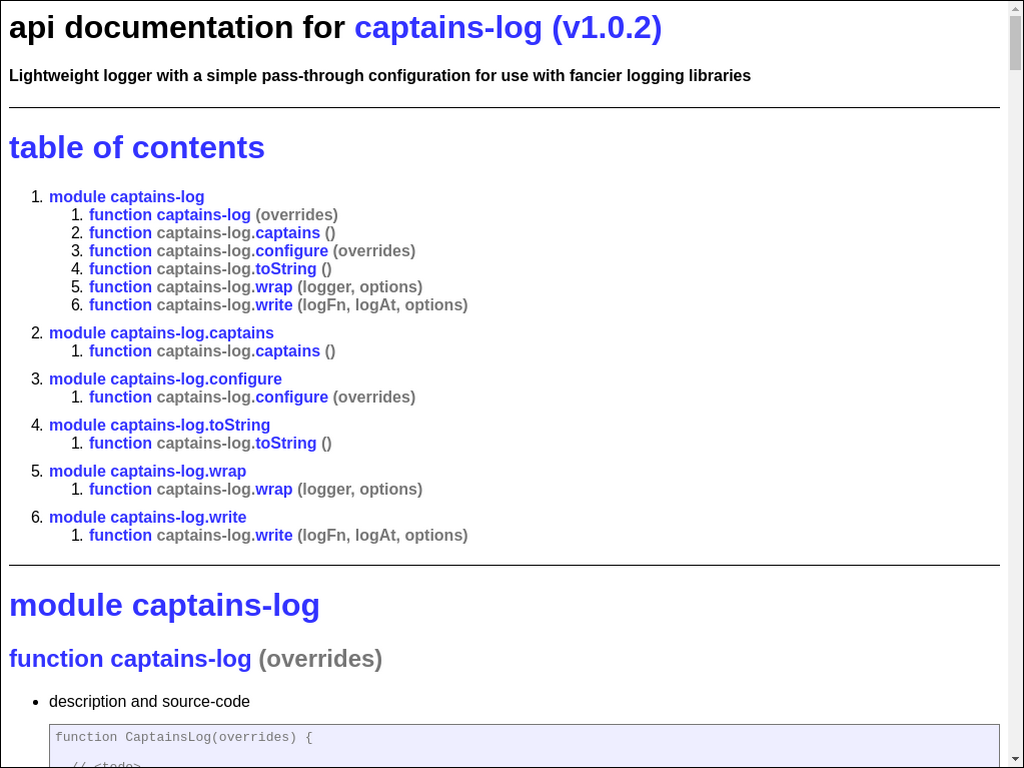 api documentation for captains-log (v1.0.2)
Lightweight logger with a simple pass-through configuration for use with fancier logging libraries
table of contents
1. module captains-log
1. function captains-log (overrides)
2. function captains-log.captains ()
3. function captains-log.configure (overrides)
4. function captains-log.toString ()
5. function captains-log.wrap (logger, options)
6. function captains-log.write (logFn, logAt, options)
2. module captains-log.captains
1. function captains-log.captains ()
3. module captains-log.configure
1. function captains-log.configure (overrides)
4. module captains-log.toString
1. function captains-log.toString ()
5. module captains-log.wrap
1. function captains-log.wrap (logger, options)
6. module captains-log.write
1. function captains-log.write (logFn, logAt, options)
module captains-log
function captains-log (overrides)
• description and source-code
function CaptainsLog(overrides) {
// <todo>